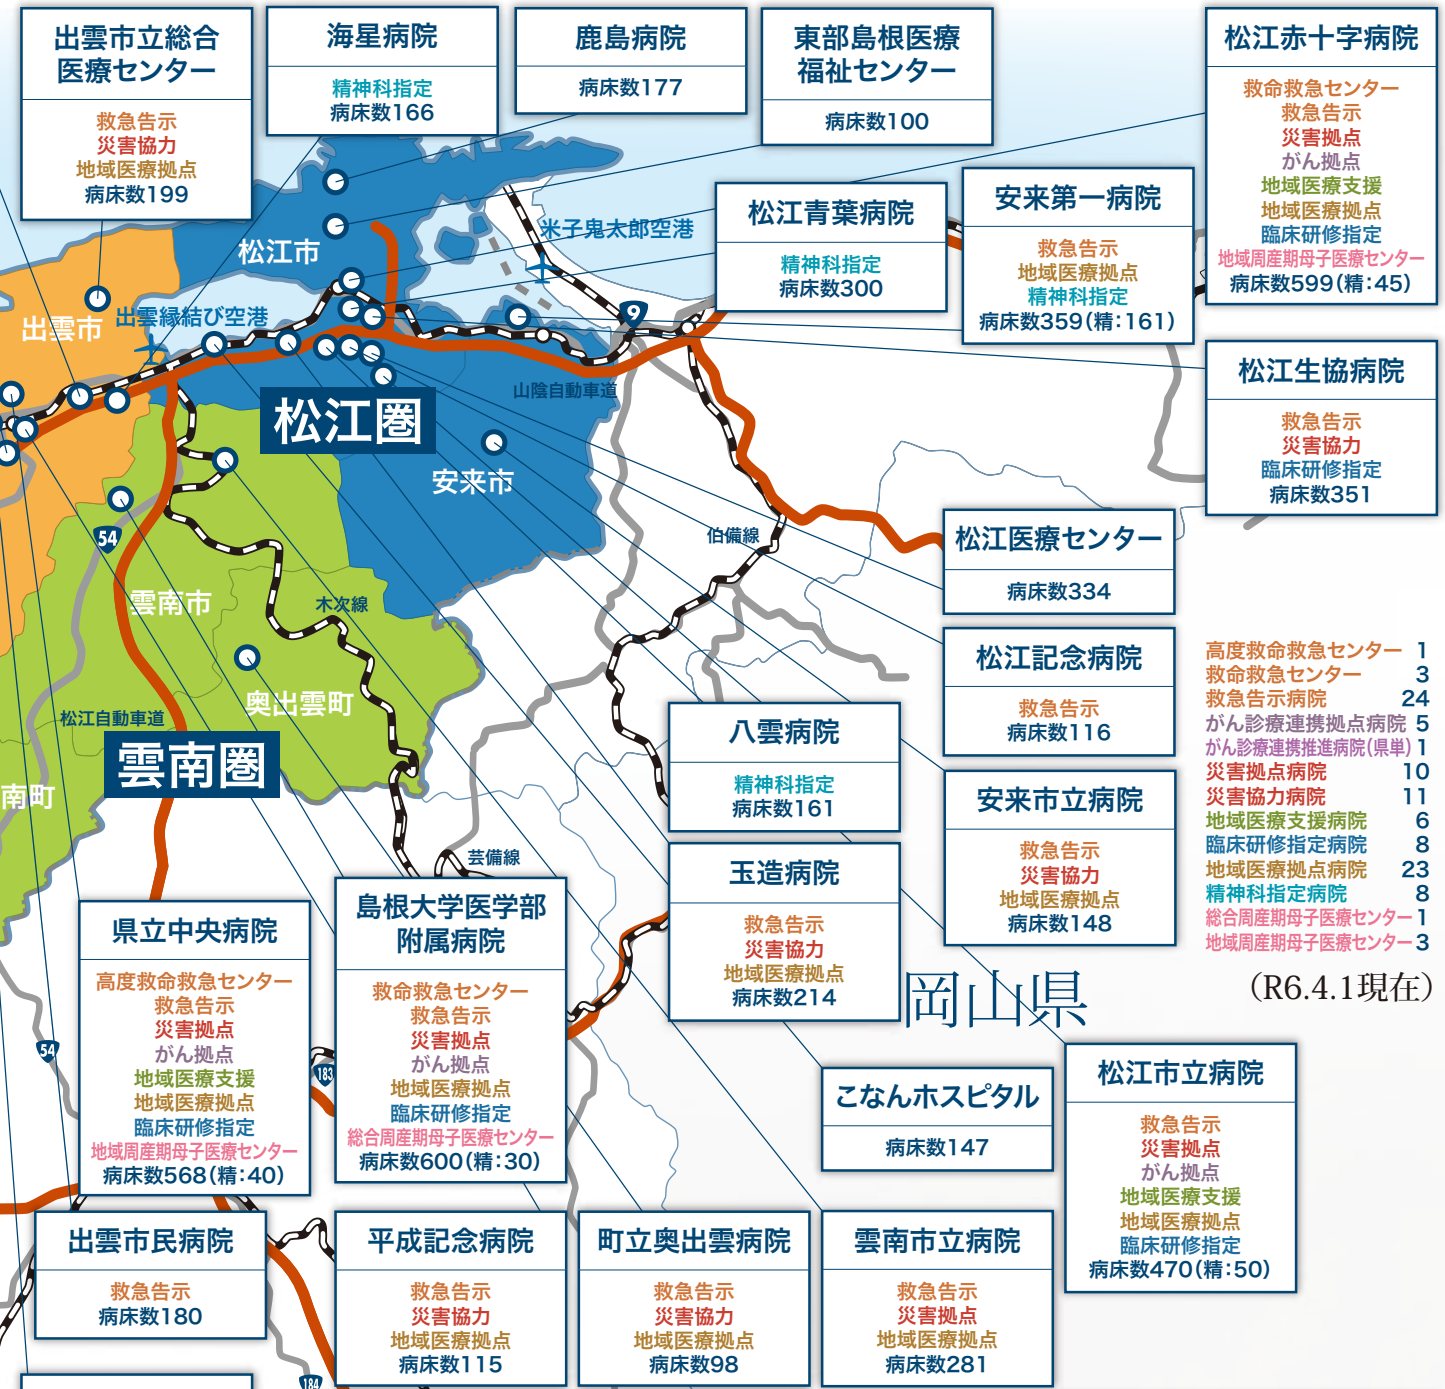 出雲市立総合
医療センター
救急告示
災害協力
地域医療拠点
病床数199
海星病院
精神科指定
病床数166
鹿島病院
病床数177
東部島根医療
福祉センター
病床数100
松江赤十字病院
救命救急センター
救急告示
災害拠点
がん拠点
地域医療支援
地域医療拠点
臨床研修指定
地域周産期母子医療センター
病床数599(精:45)
松江青葉病院
精神科指定
病床数300
安来第一病院
救急告示
地域医療拠点
精神科指定
病床数359(精:161)
松江生協病院
救急告示
災害協力
臨床研修指定
病床数351
米子鬼太郎空港
松江市
出雲市
出雲縁結び空港
9
山陰自動車道
松江圏
安来市
54
伯備線
雲南市
木次線
奥出雲町
松江自動車道
雲南圏
南町
芸備線
松江医療センター
病床数334
松江記念病院
救急告示
病床数116
八雲病院
精神科指定
病床数161
安来市立病院
救急告示
災害協力
地域医療拠点
病床数148
玉造病院
救急告示
災害協力
地域医療拠点
病床数214
高度救命救急センター 1
救命救急センター 3
救急告示病院 24
がん診療連携拠点病院 5
がん診療連携推進病院(県単) 1
災害拠点病院 10
災害協力病院 11
地域医療支援病院 6
臨床研修指定病院 8
地域医療拠点病院 23
精神科指定病院 8
総合周産期母子医療センター 1
地域周産期母子医療センター 3
(R6.4.1現在)
岡山県
県立中央病院
高度救命救急センター
救急告示
災害拠点
がん拠点
地域医療支援
地域医療拠点
臨床研修指定
地域周産期母子医療センター
病床数568(精:40)
島根大学医学部
附属病院
救命救急センター
救急告示
災害拠点
がん拠点
地域医療拠点
臨床研修指定
総合周産期母子医療センター
病床数600(精:30)
54
183
こなんホスピタル
病床数147
松江市立病院
救急告示
災害拠点
がん拠点
地域医療支援
地域医療拠点
臨床研修指定
病床数470(精:50)
出雲市民病院
救急告示
病床数180
平成記念病院
救急告示
災害協力
地域医療拠点
病床数115
町立奥出雲病院
救急告示
災害協力
地域医療拠点
病床数98
雲南市立病院
救急告示
災害拠点
地域医療拠点
病床数281
184